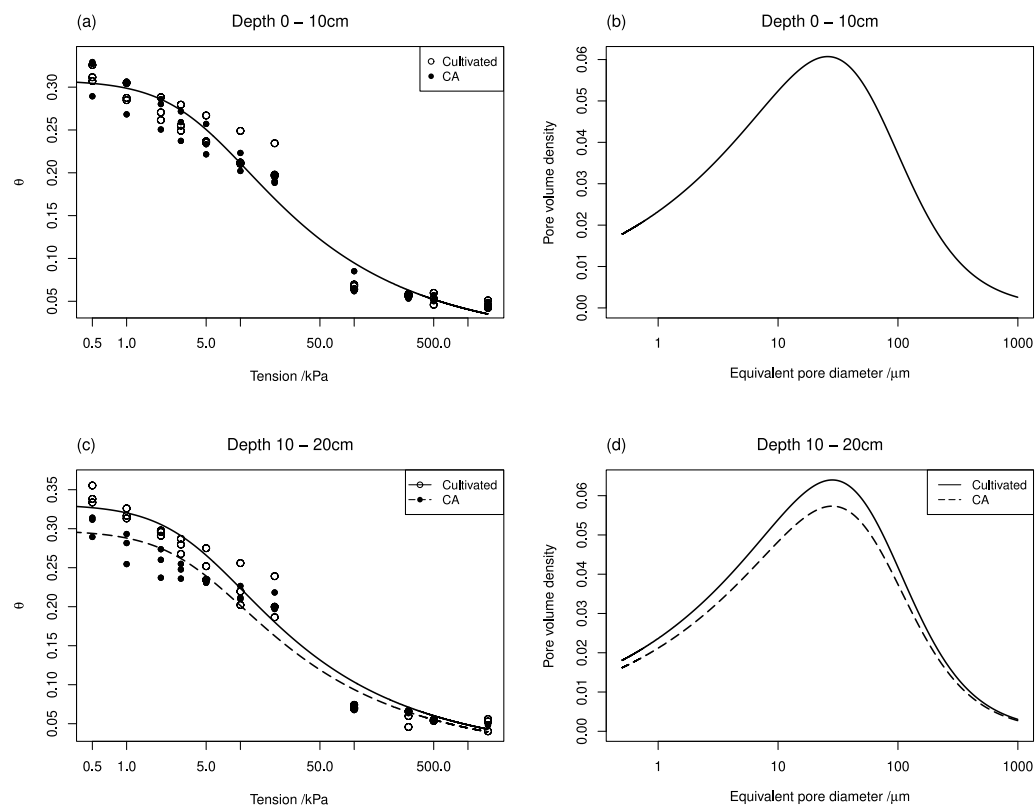 (a)
Depth 0 – 10cm
Cultivated
CA
0.30
0.25
0.20
0.15
0.10
0.05
θ
0.5 1.0 5.0 50.0 500.0
Tension /kPa
(b)
Depth 0 – 10cm
0.06
0.05
0.04
0.03
0.02
0.01
0.00
Pore volume density
1 10 100 1000
Equivalent pore diameter /μm
(c)
Depth 10 – 20cm
Cultivated
CA
0.35
0.30
0.25
0.20
0.15
0.10
0.05
θ
0.5 1.0 5.0 50.0 500.0
Tension /kPa
(d)
Depth 10 – 20cm
Cultivated
CA
0.06
0.05
0.04
0.03
0.02
0.01
0.00
Pore volume density
1 10 100 1000
Equivalent pore diameter /μm